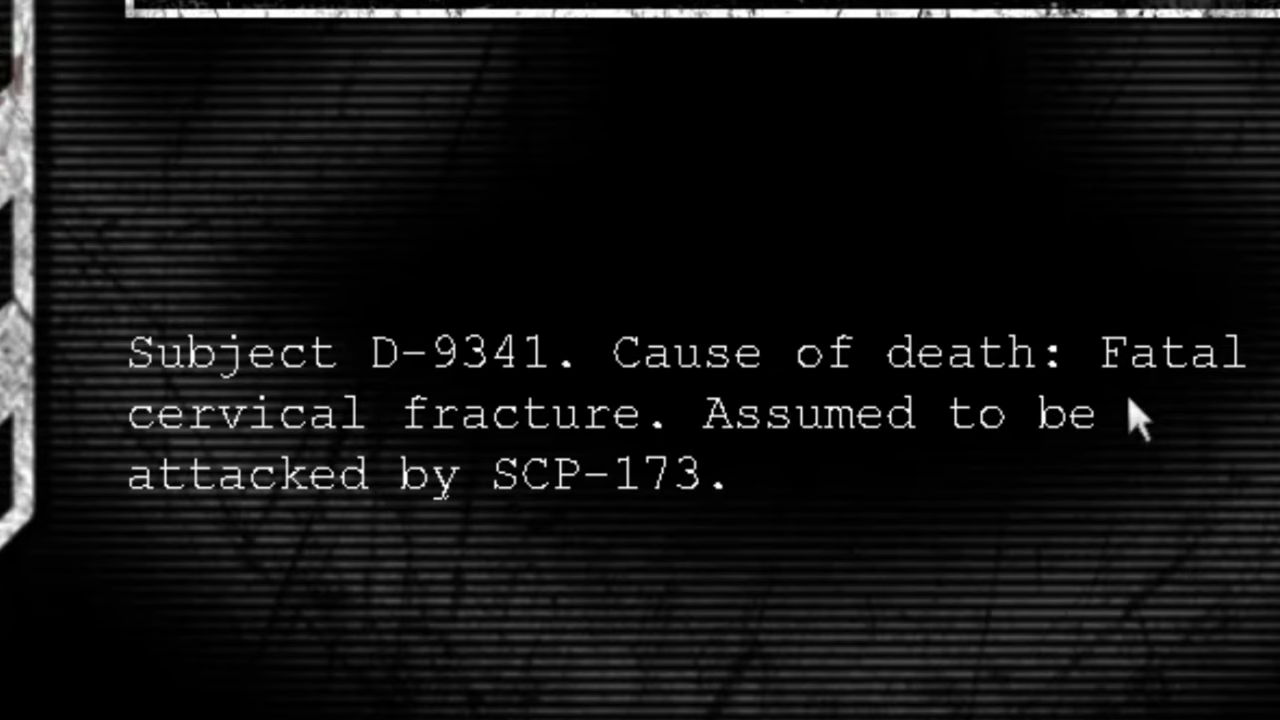 Subject D-9341. Cause of death: Fatal
cervical fracture. Assumed to be
attacked by SCP-173.